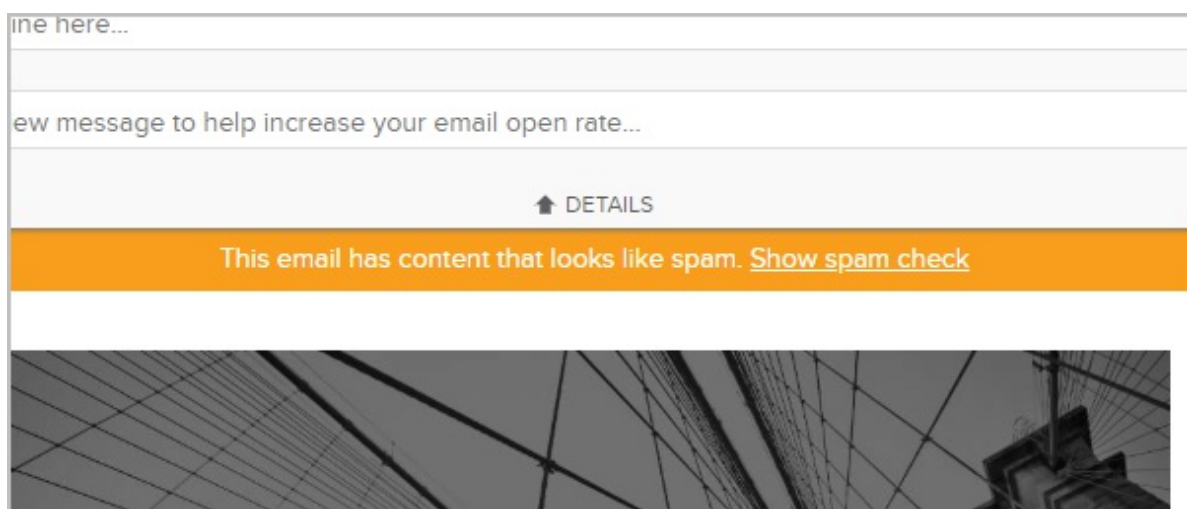 ine here...
ew message to help increase your email open rate...
DETAILS
This email has content that looks like spam. Show spam check